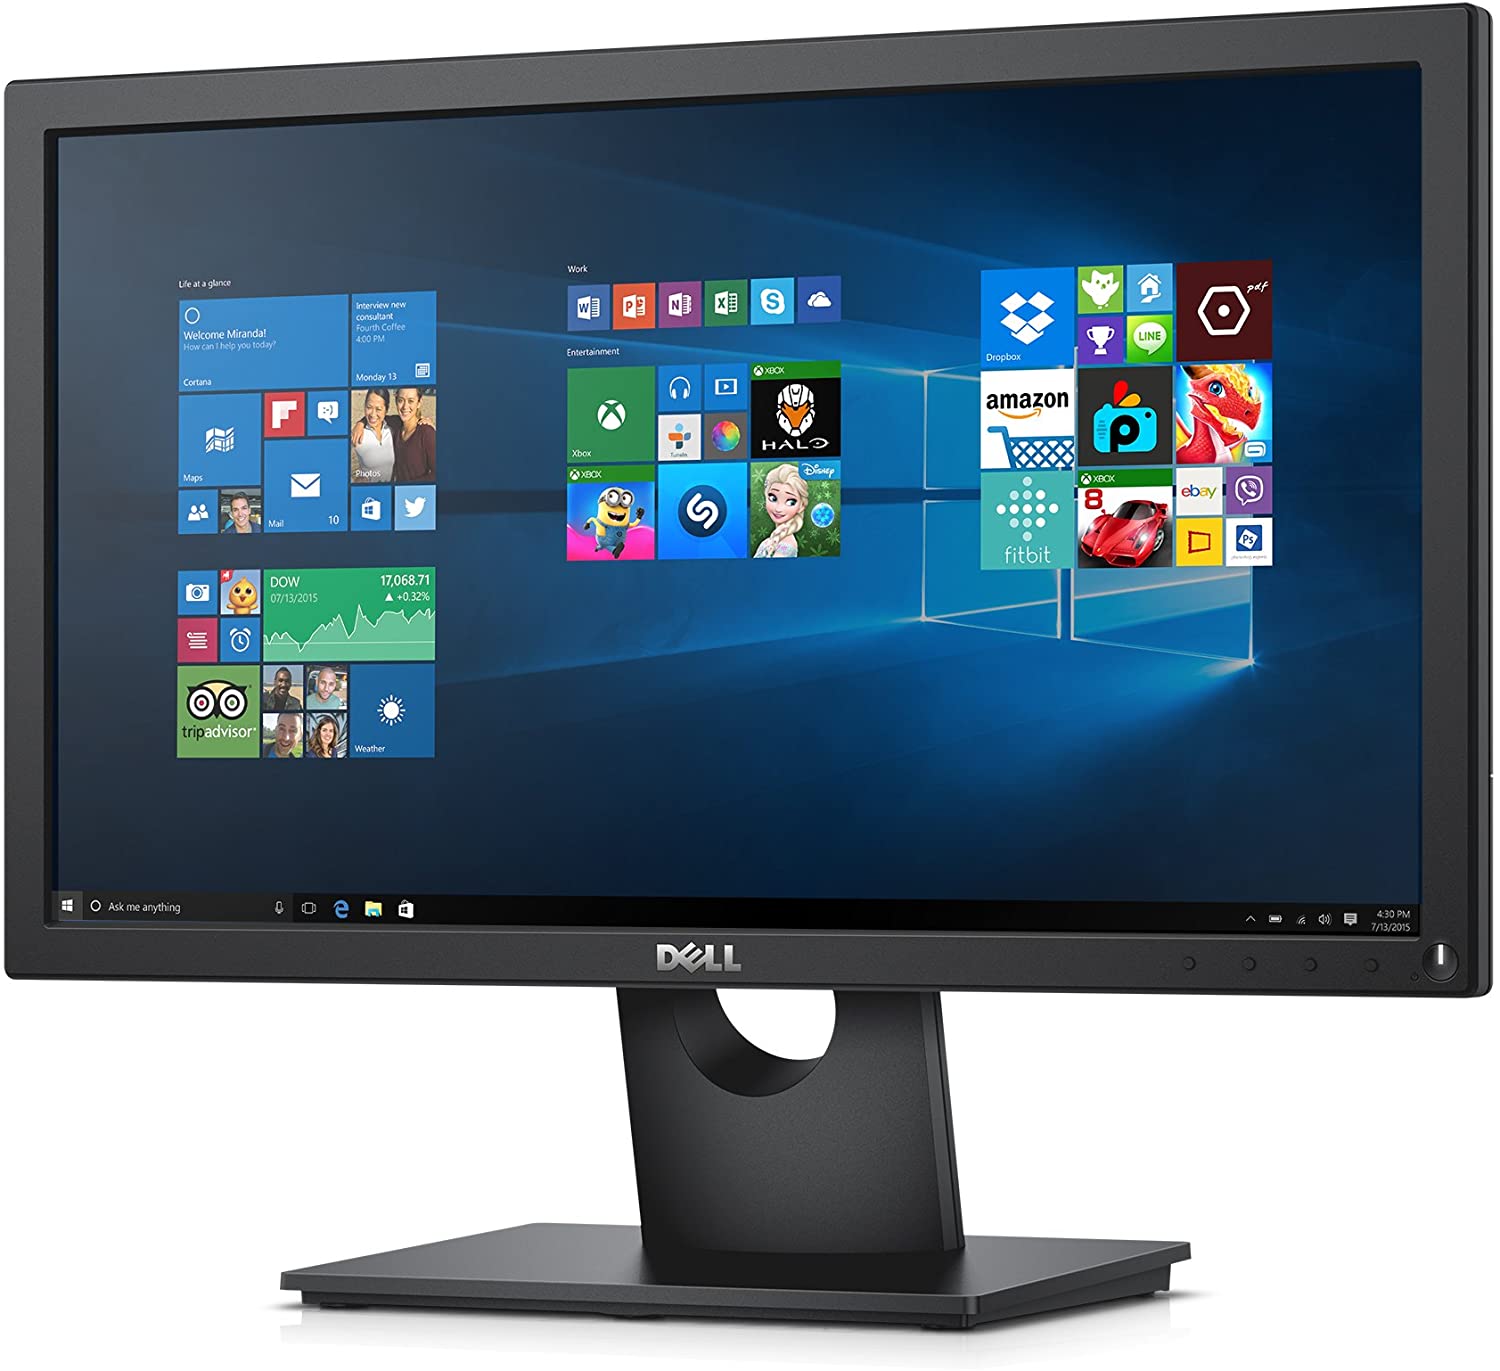 Life at a glance
Welcome Miranda!
How can I help you today?
Cortana
Interview new
consultant
Fourth Coffee
4:00 PM
Monday 13
Maps
Photos
Mail
10
DOW
17,068.71
07/13/2015
▲ +0.32%
tripadvisor
Weather
Work
W
P
N
X
S
Entertainment
Xbox
XBOX
HALO
TuneIn
XBOX
Disney
Dropbox
pdf
LINE
amazon
p
XBOX
8
fitbit
ebay
Ps
Ask me anything
4:30 PM
7/13/2015
DELL